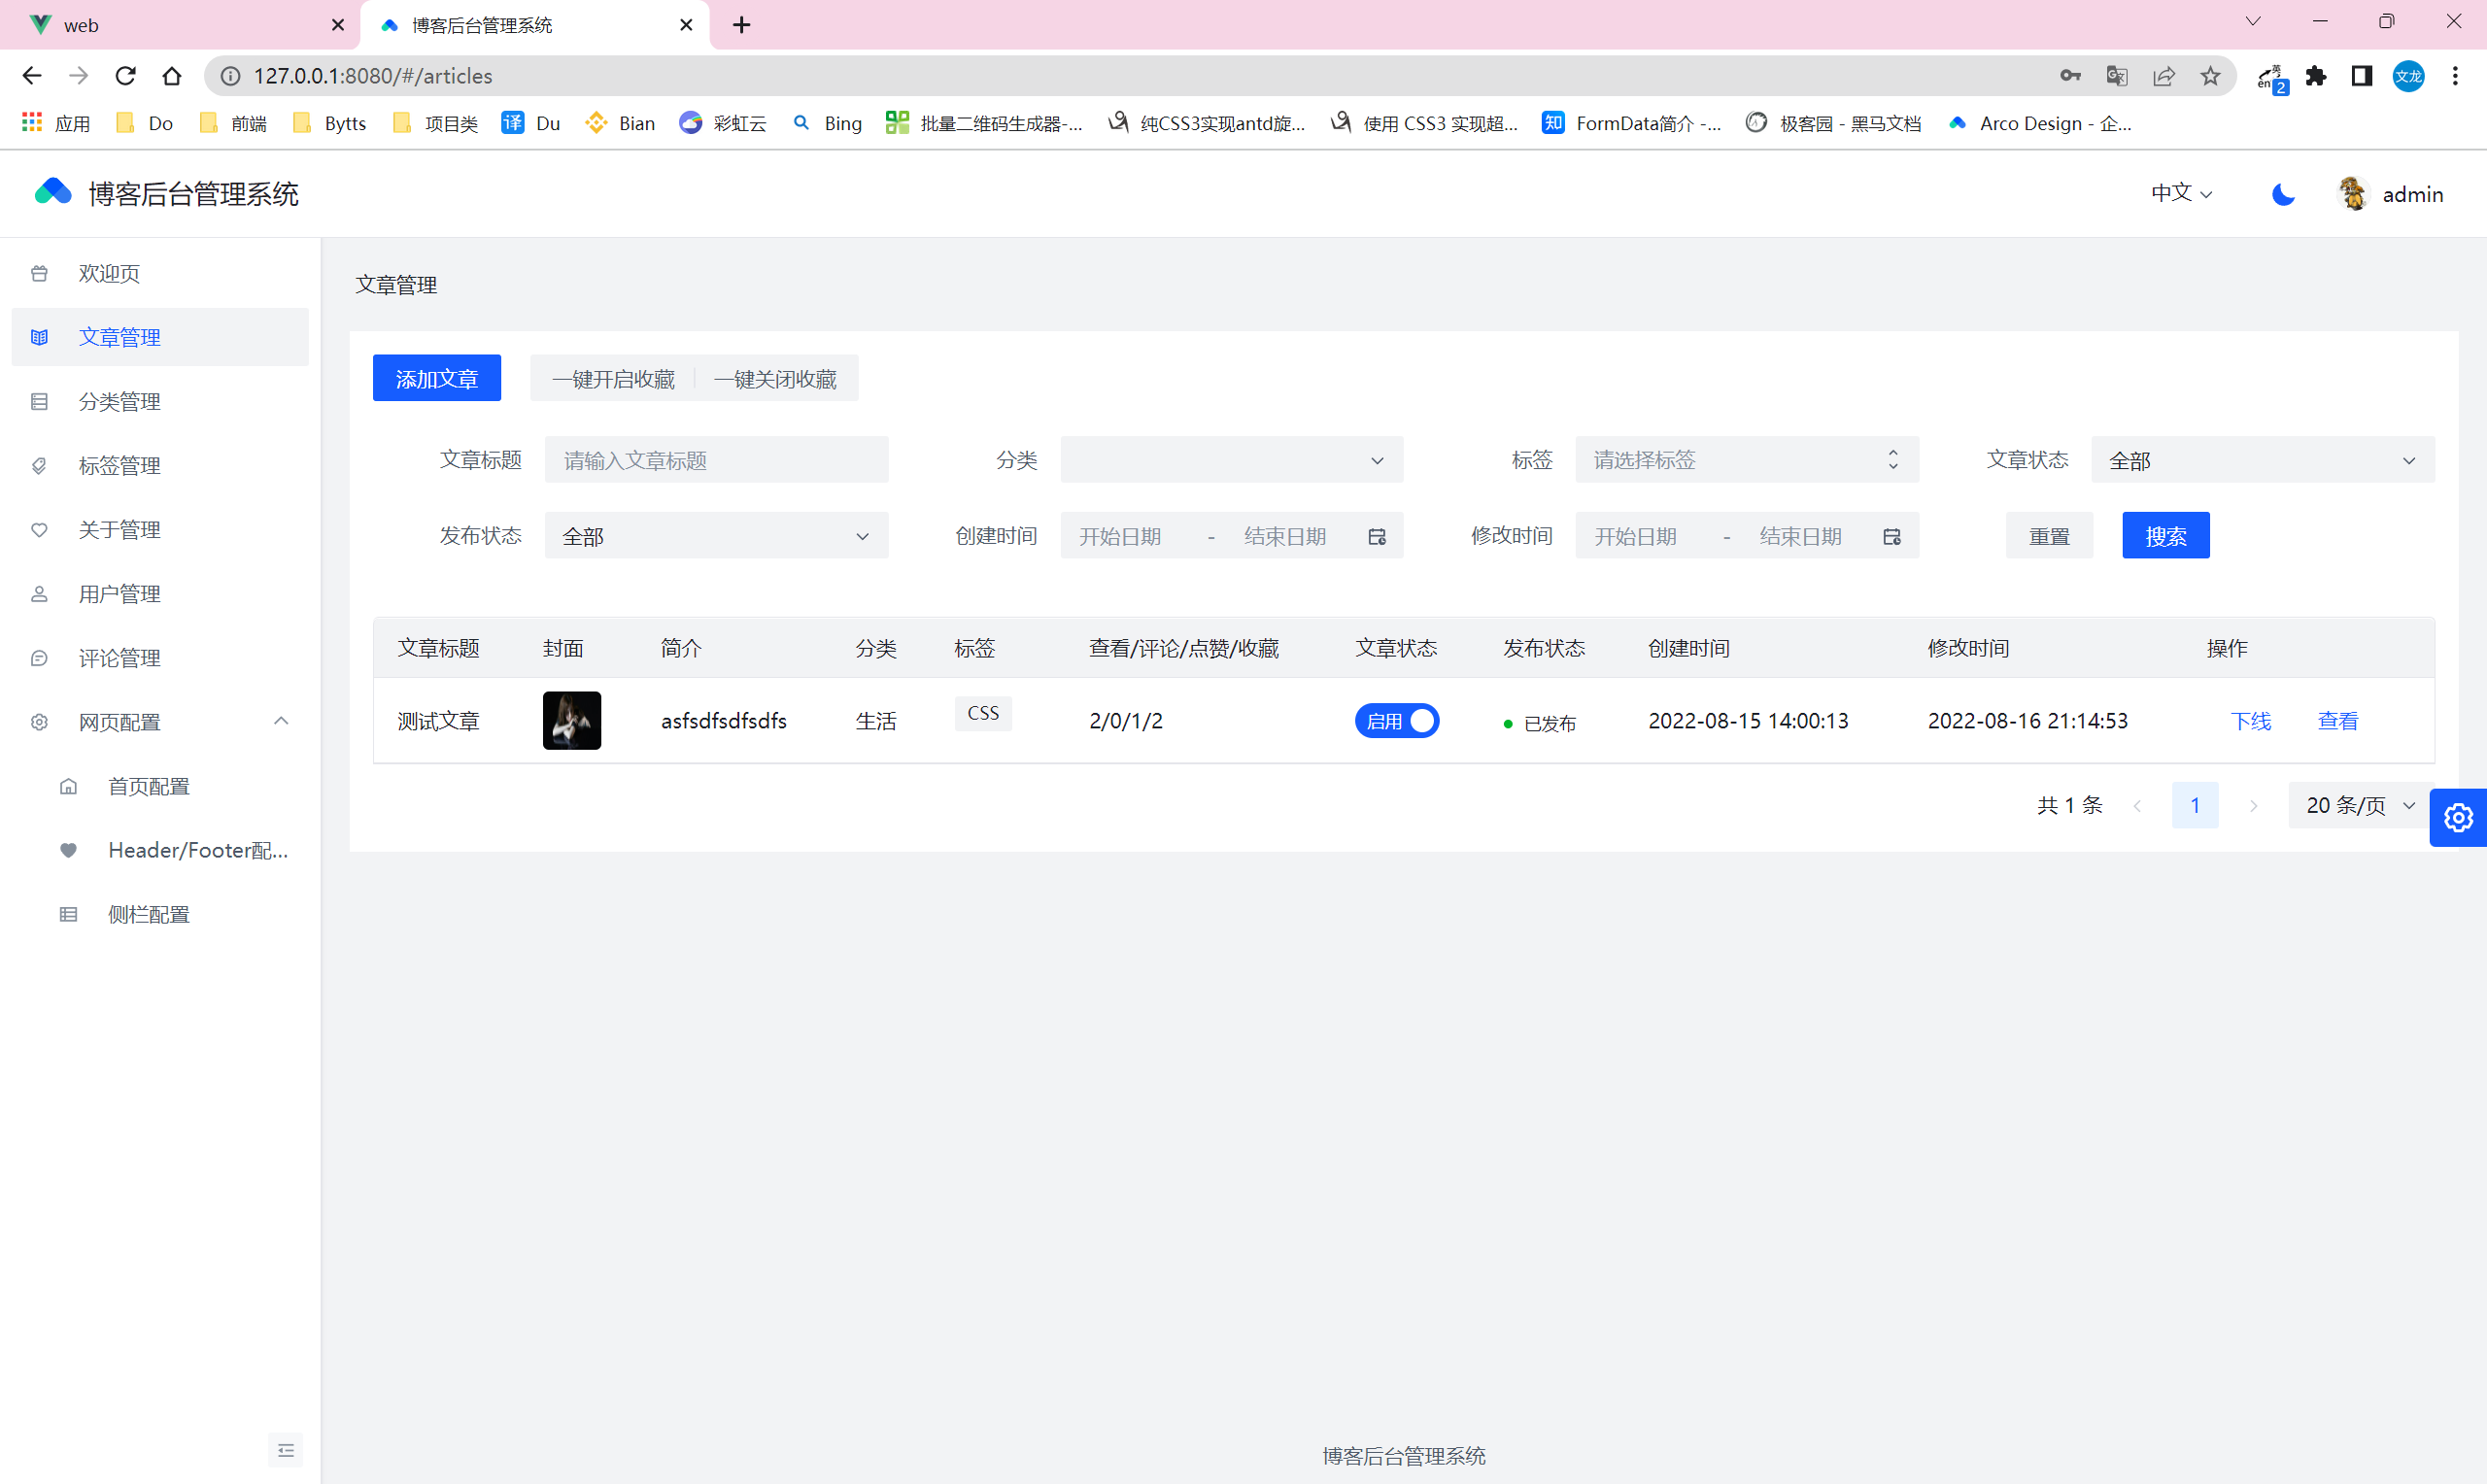 web
博客后台管理系统
127.0.0.1:8080/#/articles
英 en 2
文龙
应用 Do 前端 Bytts 项目类 译 Du Bian 彩虹云 Bing 批量二维码生成器-... 纯CSS3实现antd旋... 使用 CSS3 实现超... 知 FormData简介 -... 极客园 - 黑马文档 Arco Design - 企...
博客后台管理系统
中文
admin
欢迎页
文章管理
分类管理
标签管理
关于管理
用户管理
评论管理
网页配置
首页配置
Header/Footer配...
侧栏配置
文章管理
添加文章 一键开启收藏 一键关闭收藏
文章标题 请输入文章标题 分类 标签 请选择标签 文章状态 全部
发布状态 全部 创建时间 开始日期 - 结束日期 修改时间 开始日期 - 结束日期 重置 搜索
文章标题 封面 简介 分类 标签 查看/评论/点赞/收藏 文章状态 发布状态 创建时间 修改时间 操作
测试文章 asfsdfsdfsdfs 生活 CSS 2/0/1/2 启用 已发布 2022-08-15 14:00:13 2022-08-16 21:14:53 下线 查看
共 1 条 1 20 条/页
博客后台管理系统